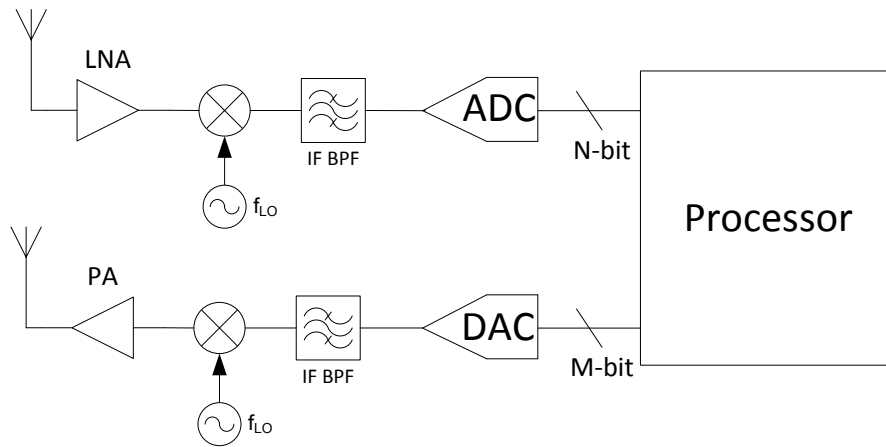 LNA
IF BPF
f_LO
ADC
N-bit
Processor
PA
IF BPF
f_LO
DAC
M-bit